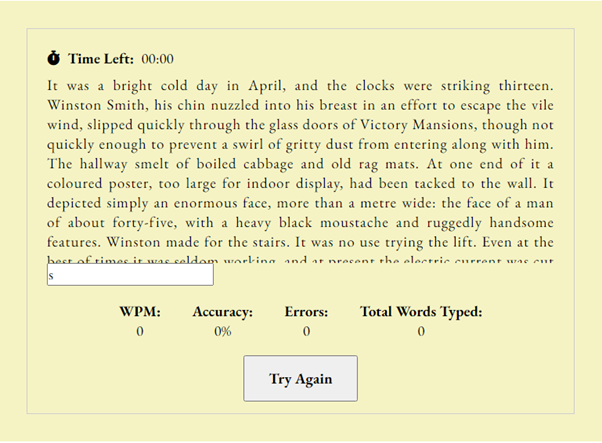 Time Left: 00:00
It was a bright cold day in April, and the clocks were striking thirteen.
Winston Smith, his chin nuzzled into his breast in an effort to escape the vile
wind, slipped quickly through the glass doors of Victory Mansions, though not
quickly enough to prevent a swirl of gritty dust from entering along with him.
The hallway smelt of boiled cabbage and old rag mats. At one end of it a
coloured poster, too large for indoor display, had been tacked to the wall. It
depicted simply an enormous face, more than a metre wide: the face of a man
of about forty-five, with a heavy black moustache and ruggedly handsome
features. Winston made for the stairs. It was no use trying the lift. Even at the
best of times it was seldom working, and at present the electric current was cut
s
WPM: Accuracy: Errors: Total Words Typed:
0 0% 0 0
Try Again